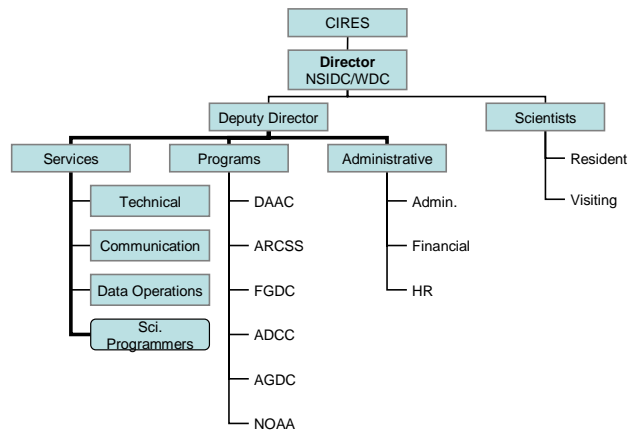 CIRES
Director
NSIDC/WDC
Deputy Director
Scientists
Services
Programs
Administrative
Resident
Visiting
Technical
Communication
Data Operations
Sci.
Programmers
DAAC
ARCSS
FGDC
ADCC
AGDC
NOAA
Admin.
Financial
HR